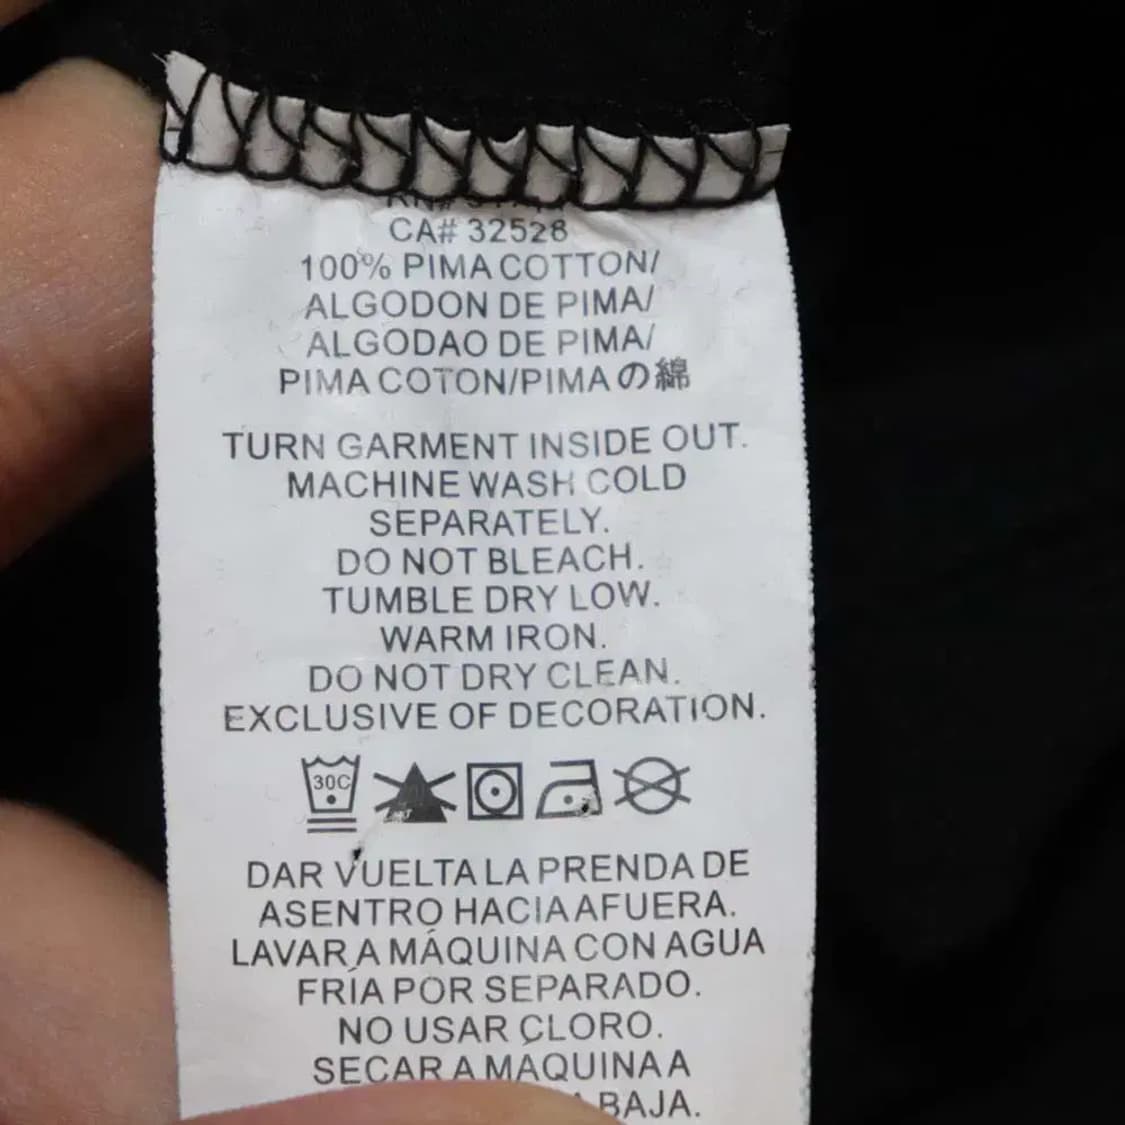 CA# 32528
100% PIMA COTTON/
ALGODON DE PIMA/
ALGODAO DE PIMA/
PIMA COTON/PIMAの綿
TURN GARMENT INSIDE OUT.
MACHINE WASH COLD
SEPARATELY.
DO NOT BLEACH.
TUMBLE DRY LOW.
WARM IRON.
DO NOT DRY CLEAN.
EXCLUSIVE OF DECORATION.
30C
DAR VUELTA LA PRENDA DE
ASENTRO HACIA AFUERA.
LAVAR A MÁQUINA CON AGUA
FRÍA POR SEPARADO.
NO USAR CLORO.
SECAR A MÁQUINA A
BAJA.